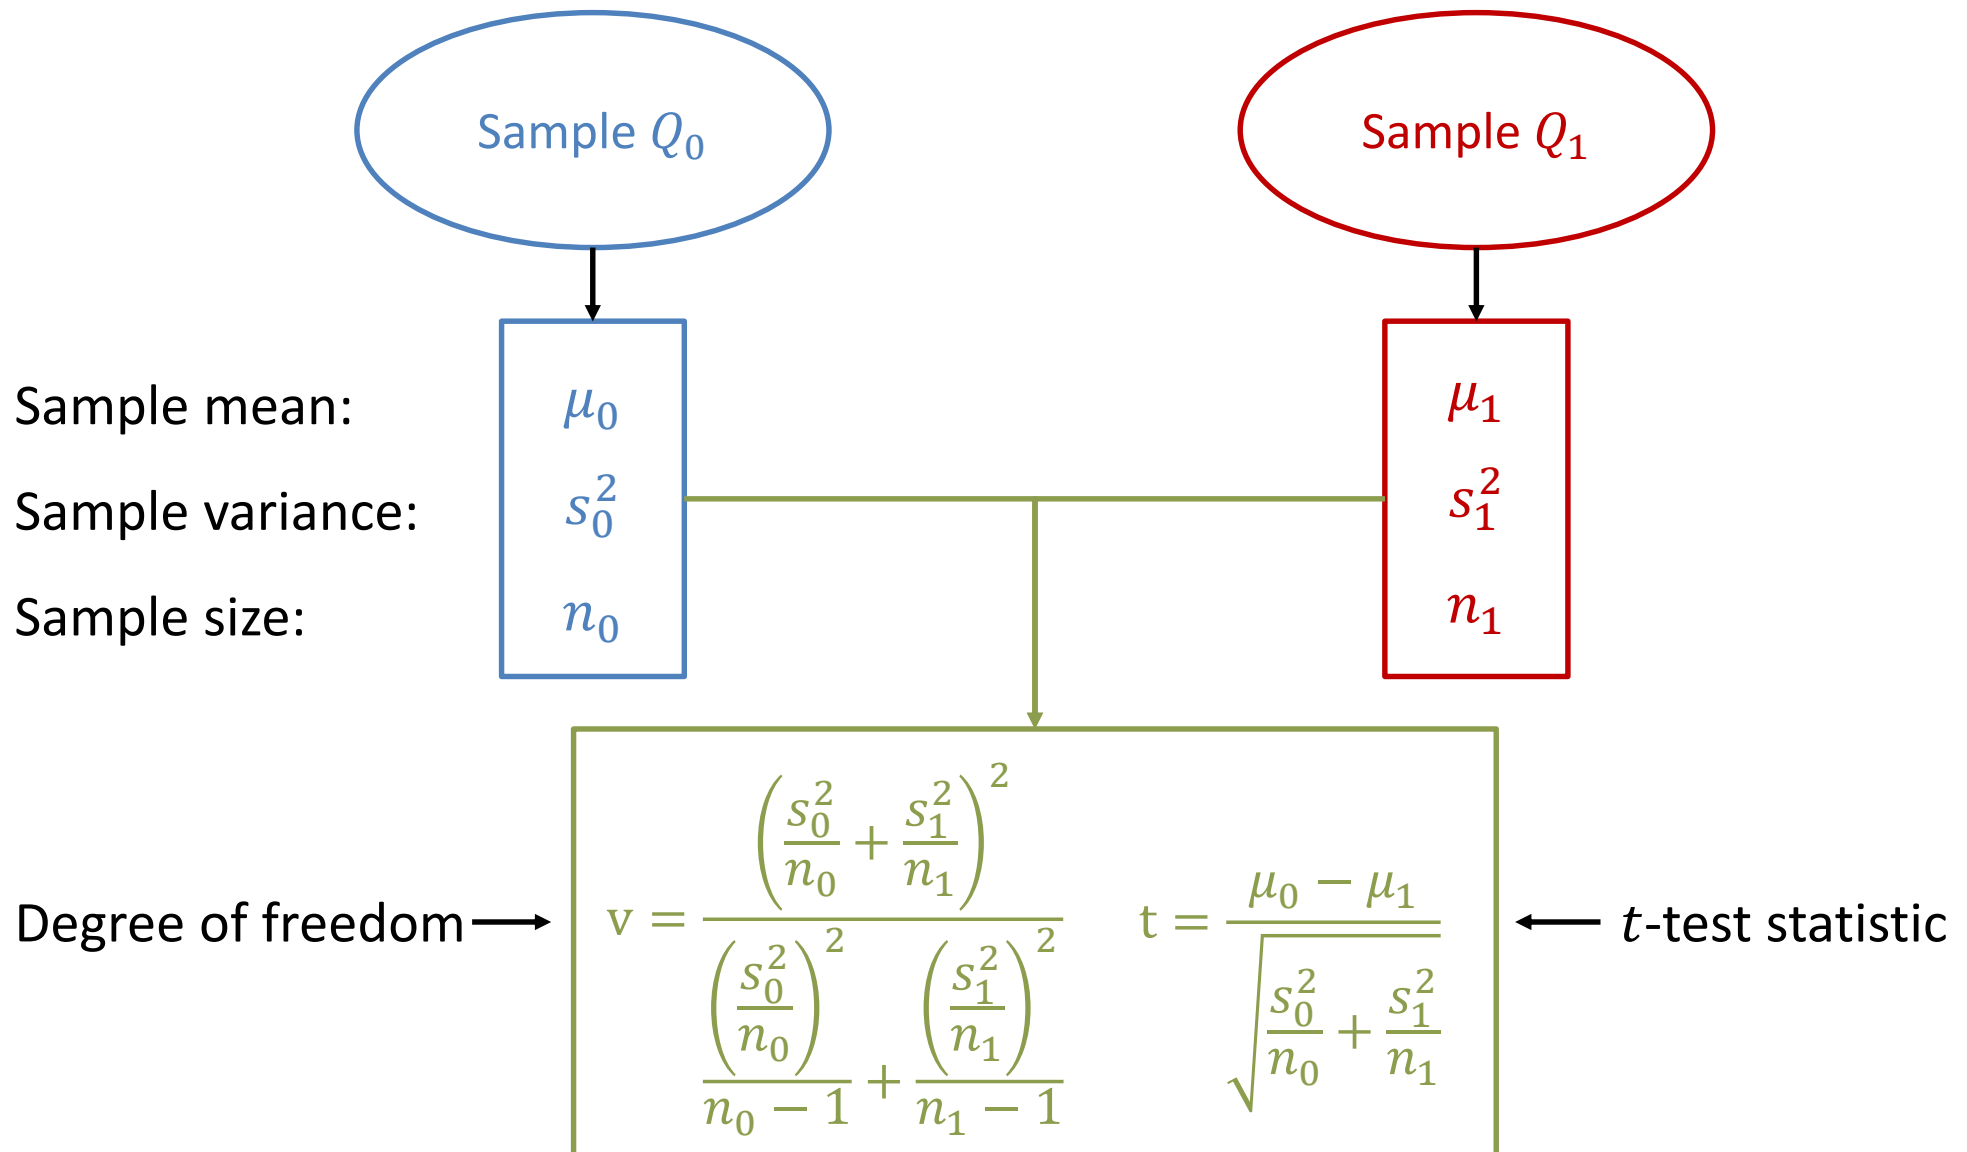 Sample Q₀
Sample Q₁
Sample mean:
μ₀
μ₁
Sample variance:
s₀²
s₁²
Sample size:
n₀
n₁
Degree of freedom
v = (s₀²/n₀ + s₁²/n₁)² / ((s₀²/n₀)²/(n₀ − 1) + (s₁²/n₁)²/(n₁ − 1))
t = (μ₀ − μ₁) / √(s₀²/n₀ + s₁²/n₁)
t-test statistic